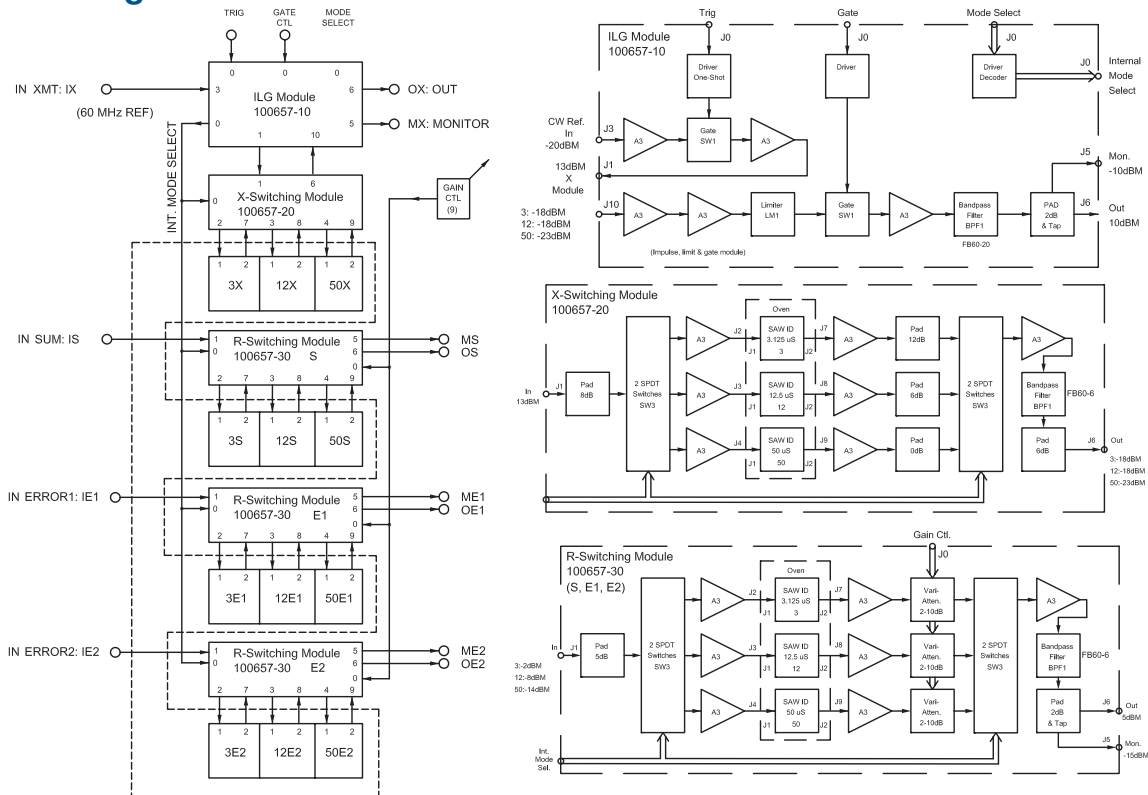 TRIG
GATE
CTL
MODE
SELECT
0
0
0
IN XMT: IX
3
ILG Module
100657-10
6
OX: OUT
(60 MHz REF)
0
5
MX: MONITOR
1
10
INT. MODE SELECT
GAIN
CTL
(9)
1
6
0
X-Switching Module
100657-20
2 7 3 8 4 9
1 2 1 2 1 2
3X 12X 50X
IN SUM: IS
1
R-Switching Module
5
MS
0
100657-30 S
6
OS
0
2 7 3 8 4 9
1 2 1 2 1 2
3S 12S 50S
IN ERROR1: IE1
1
R-Switching Module
5
ME1
0
100657-30 E1
6
OE1
0
2 7 3 8 4 9
1 2 1 2 1 2
3E1 12E1 50E1
IN ERROR2: IE2
1
R-Switching Module
5
ME2
0
100657-30 E2
6
OE2
0
2 7 3 8 4 9
1 2 1 2 1 2
3E2 12E2 50E2
Trig
Gate
Mode Select
ILG Module
100657-10
J0
J0
J0
Driver
One-Shot
Driver
Driver
Decoder
J0
Internal
Mode
Select
CW Ref.
In
-20dBM
J3
A3
Gate
SW1
A3
13dBM
X
Module
J1
J5
Mon.
-10dBM
3: -18dBM
12: -18dBM
50: -23dBM
J10
A3
A3
Limiter
LM1
Gate
SW1
A3
Bandpass
Filter
BPF1
FB60-20
PAD
2dB
& Tap
J6
Out
10dBM
(Impulse, limit & gate module)
X-Switching Module
100657-20
Oven
In
13dBM
J1
Pad
8dB
2 SPDT
Switches
SW3
A3
J2
J1
SAW ID
3.125 uS
3
J7
J2
A3
Pad
12dB
A3
J3
J1
SAW ID
12.5 uS
12
J8
J2
A3
Pad
6dB
A3
J4
J1
SAW ID
50 uS
50
J9
J2
A3
Pad
0dB
2 SPDT
Switches
SW3
A3
Bandpass
Filter
BPF1
FB60-6
Pad
6dB
J6
Out
3:-18dBM
12:-18dBM
50:-23dBM
R-Switching Module
100657-30
(S, E1, E2)
Gain Ctl.
J0
Oven
In
3:-2dBM
12:-8dBM
50:-14dBM
J1
Pad
5dB
2 SPDT
Switches
SW3
A3
J2
J1
SAW ID
3.125 uS
3
J7
J2
A3
Vari-
Atten.
2-10dB
A3
J3
J1
SAW ID
12.5 uS
12
J8
J2
A3
Vari-
Atten.
2-10dB
A3
J4
J1
SAW ID
50 uS
50
J9
J2
A3
Vari-
Atten.
2-10dB
2 SPDT
Switches
SW3
A3
Bandpass
Filter
BPF1
FB60-6
Pad
2dB
& Tap
J6
Out
5dBM
J5
Mon.
-15dBM
Int.
Mode
Sel.